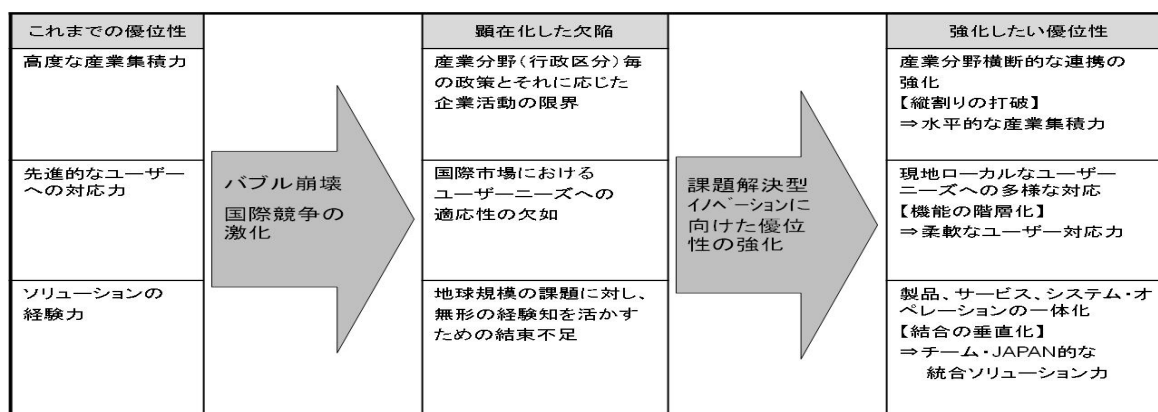 これまでの優位性
高度な産業集積力
先進的なユーザー
への対応力
ソリューションの
経験力
バブル崩壊
国際競争の
激化
顕在化した欠陥
産業分野(行政区分)毎
の政策とそれに応じた
企業活動の限界
国際市場における
ユーザーニーズへの
適応性の欠如
地球規模の課題に対し、
無形の経験知を活かす
ための結束不足
課題解決型
イノベーションに
向けた優位
性の強化
強化したい優位性
産業分野横断的な連携の
強化
【縦割りの打破】
⇒水平的な産業集積力
現地ローカルなユーザー
ニーズへの多様な対応
【機能の階層化】
⇒柔軟なユーザー対応力
製品、サービス、システム・オ
ペレーションの一体化
【結合の垂直化】
⇒チーム・JAPAN的な
統合ソリューション力